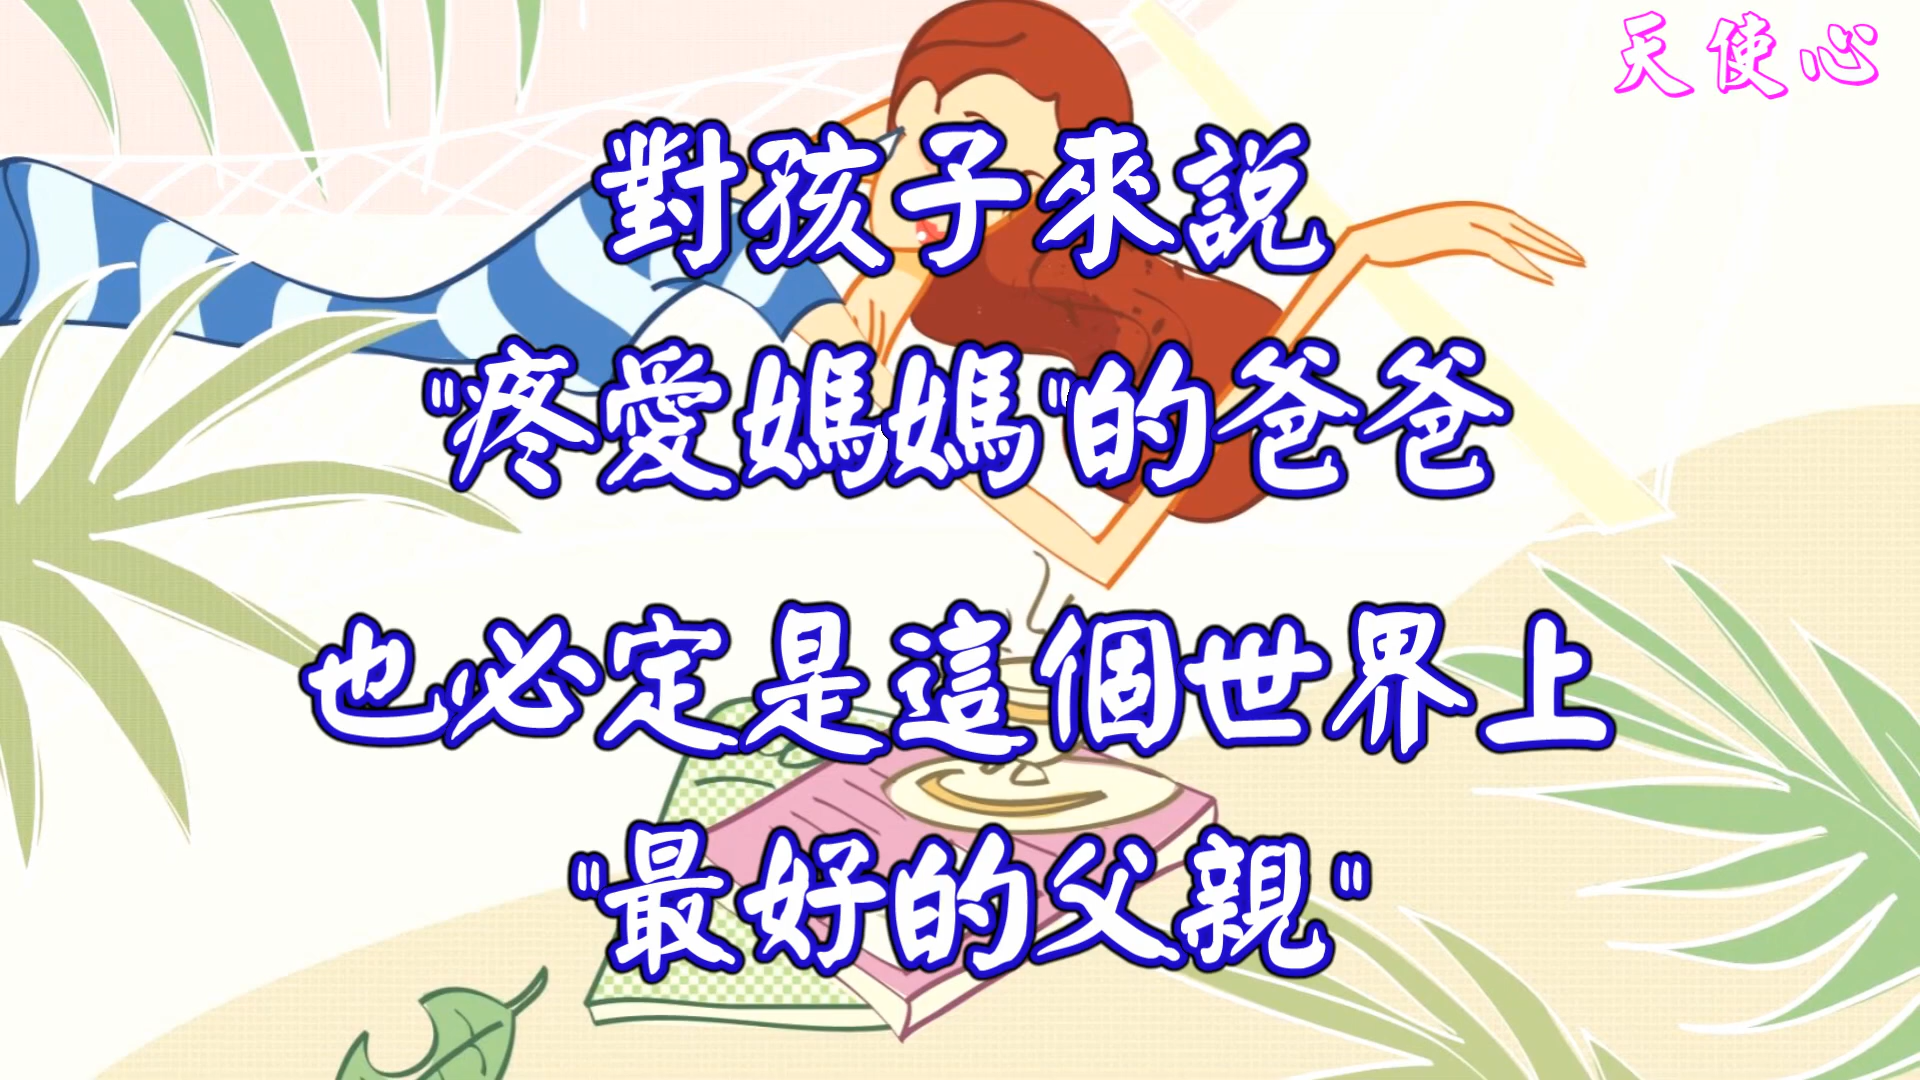 天使心
對孩子來説
"疼愛媽媽"的爸爸
也必定是這個世界上
"最好的父親"